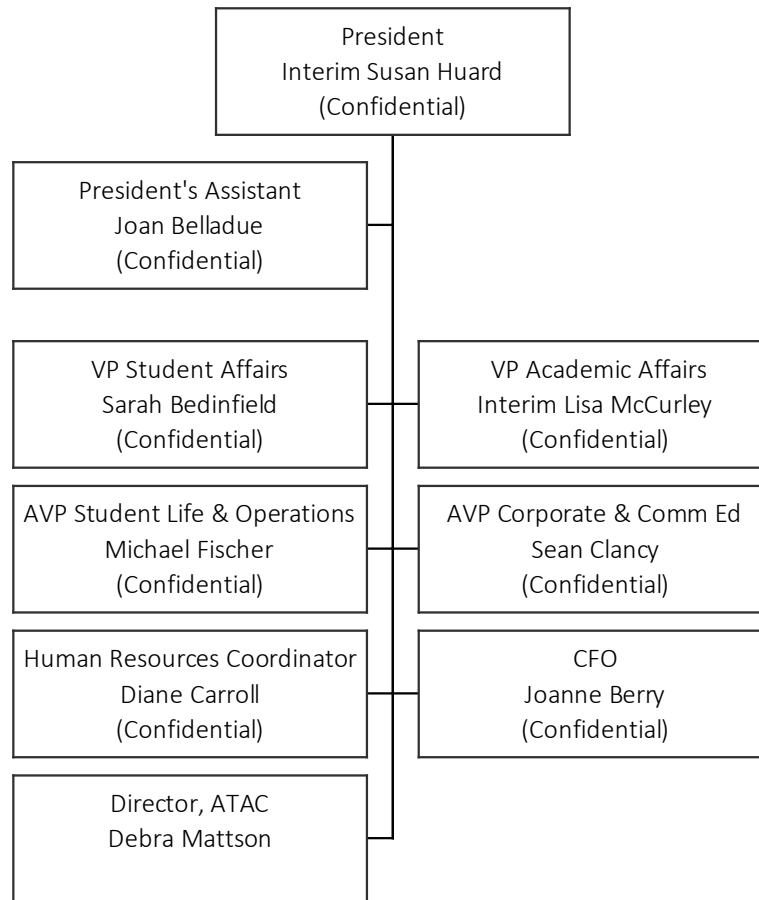 President
Interim Susan Huard
(Confidential)
President's Assistant
Joan Belladue
(Confidential)
VP Student Affairs
Sarah Bedinfield
(Confidential)
VP Academic Affairs
Interim Lisa McCurley
(Confidential)
AVP Student Life & Operations
Michael Fischer
(Confidential)
AVP Corporate & Comm Ed
Sean Clancy
(Confidential)
Human Resources Coordinator
Diane Carroll
(Confidential)
CFO
Joanne Berry
(Confidential)
Director, ATAC
Debra Mattson